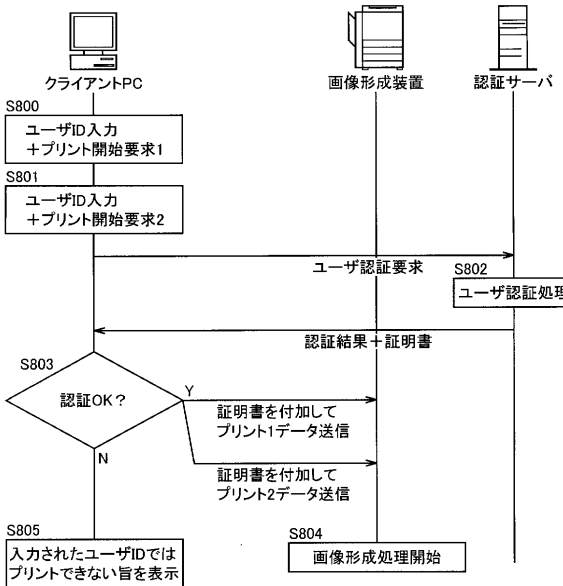 クライアントPC
画像形成装置
認証サーバ
S800
ユーザID入力
+プリント開始要求1
S801
ユーザID入力
+プリント開始要求2
ユーザ認証要求
S802
ユーザ認証処理
認証結果+証明書
S803
認証OK?
Y
証明書を付加して
プリント1データ送信
N
証明書を付加して
プリント2データ送信
S805
入力されたユーザIDでは
プリントできない旨を表示
S804
画像形成処理開始